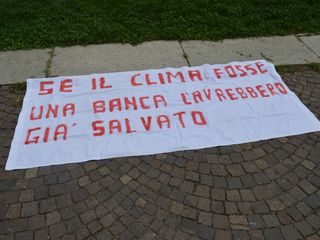 SE IL CLIMA FOSSE
UNA BANCA L'AVREBBERO
GIA' SALVATO